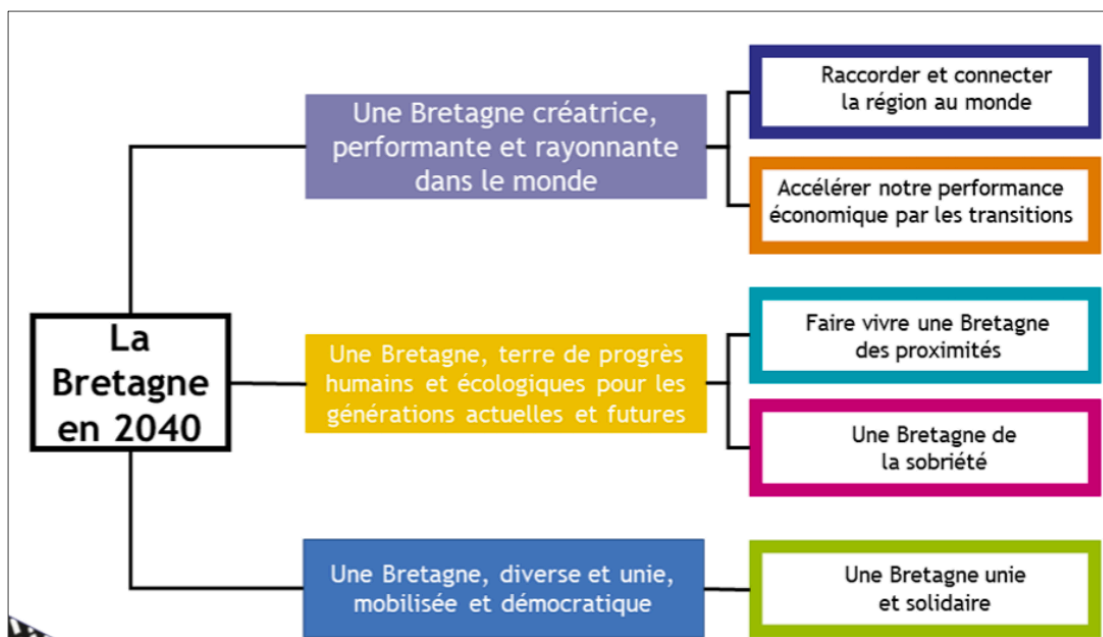 La
Bretagne
en 2040
Une Bretagne créatrice,
performante et rayonnante
dans le monde
Raccorder et connecter
la région au monde
Accélérer notre performance
économique par les transitions
Une Bretagne, terre de progrès
humains et écologiques pour les
générations actuelles et futures
Faire vivre une Bretagne
des proximités
Une Bretagne de
la sobriété
Une Bretagne, diverse et unie,
mobilisée et démocratique
Une Bretagne unie
et solidaire